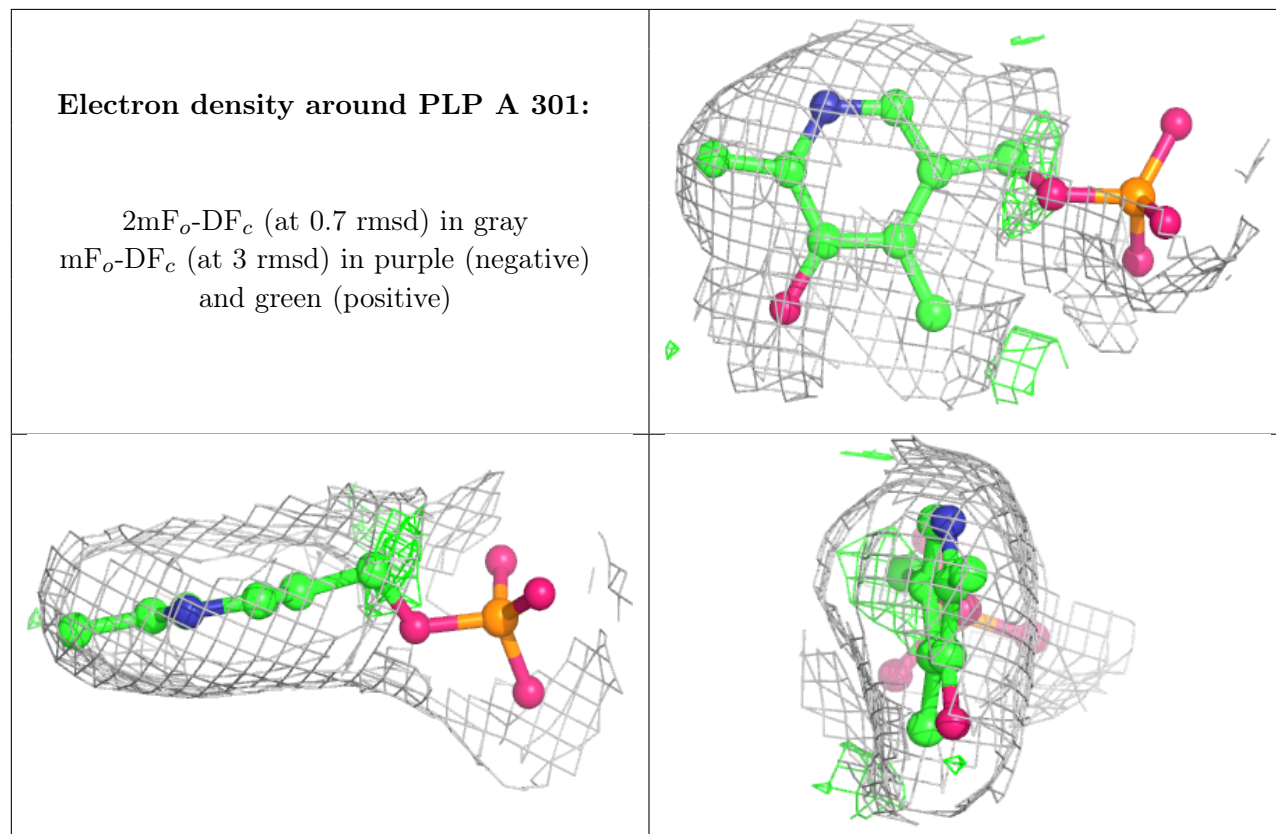 Electron density around PLP A 301:
2mFo-DFc (at 0.7 rmsd) in gray
mFo-DFc (at 3 rmsd) in purple (negative)
and green (positive)